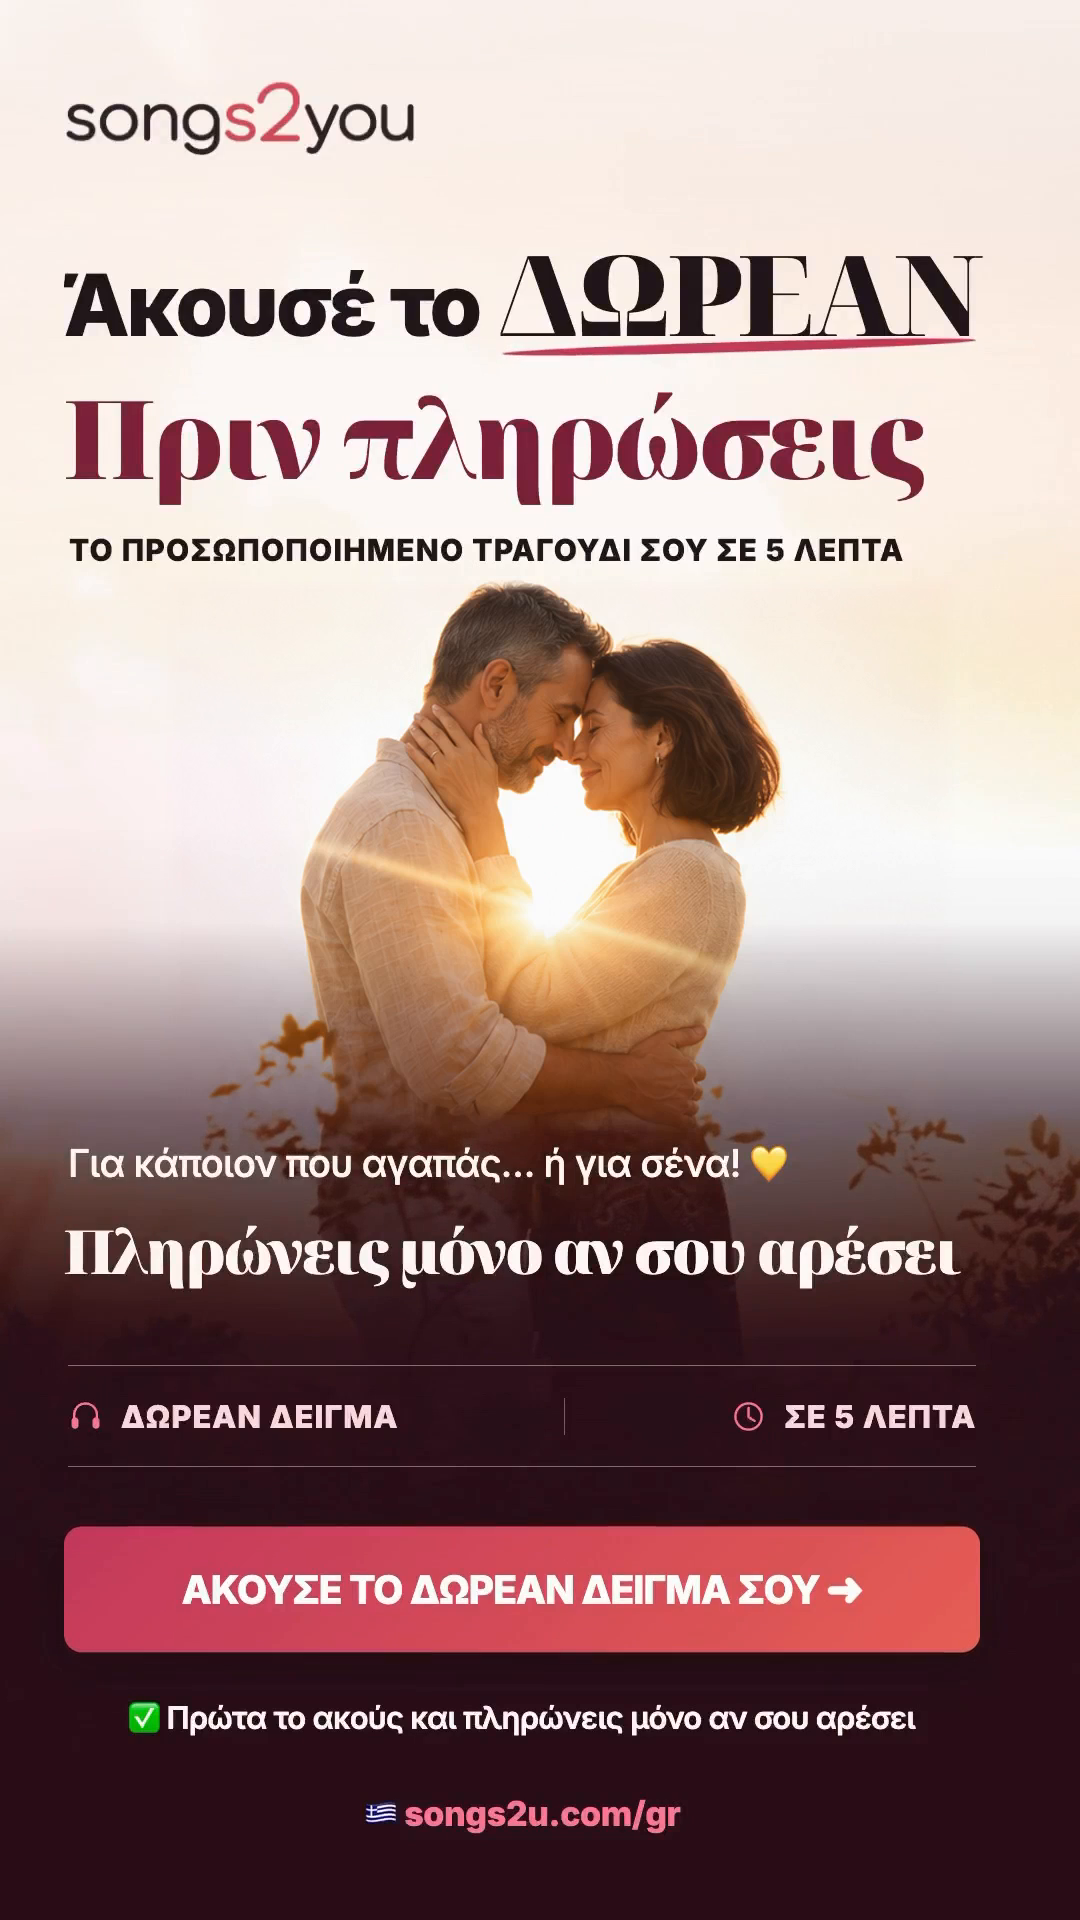 songs2you
Άκουσέ το ΔΩΡΕΑΝ
Πριν πληρώσεις
ΤΟ ΠΡΟΣΩΠΟΠΟΙΗΜΕΝΟ ΤΡΑΓΟΥΔΙ ΣΟΥ ΣΕ 5 ΛΕΠΤΑ
Για κάποιον που αγαπάς... ή για σένα! 💛
Πληρώνεις μόνο αν σου αρέσει
ΔΩΡΕΑΝ ΔΕΙΓΜΑ
ΣΕ 5 ΛΕΠΤΑ
ΑΚΟΥΣΕ ΤΟ ΔΩΡΕΑΝ ΔΕΙΓΜΑ ΣΟΥ ➜
✅ Πρώτα το ακούς και πληρώνεις μόνο αν σου αρέσει
🇬🇷 songs2u.com/gr